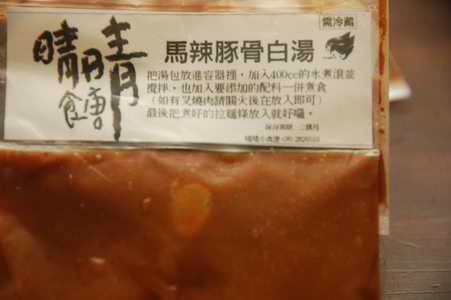 需冷藏
晴
食膾
馬辣豚骨白湯
把湯包放進容器裡，加入400cc的水煮滾並
攪拌，也加入要添加的配料一併煮食
（如有叉燒肉請關火後在放入即可）
最後把煮好的拉麵條放入就好囉。